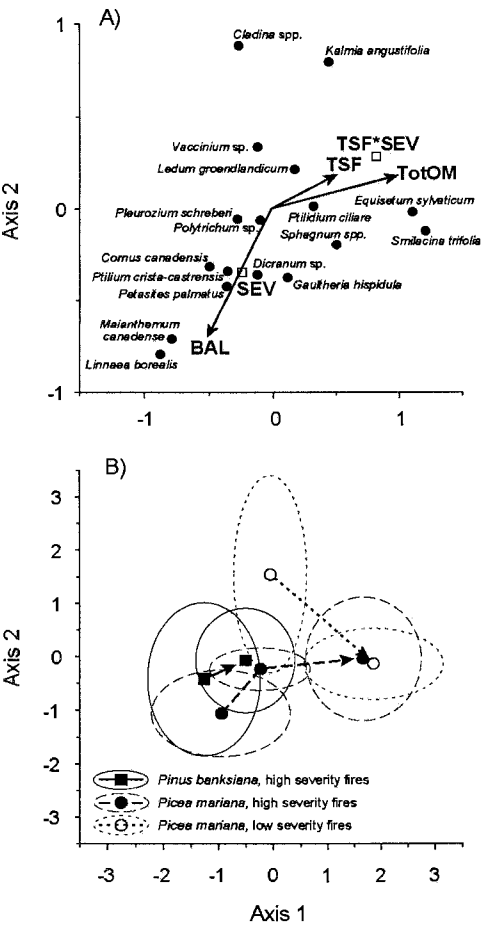 A)
1
Cladina spp.
Kalmia angustifolia
Vaccinium sp.
TSF*SEV
Ledum groendlandicum
TSF
TotOM
Axis 2
0
Equisetum sylvaticum
Pleurozium schreberi
Ptilidium ciliare
Polytrichum sp.
Sphagnum spp.
Smilacina trifolia
Cornus canadensis
Dicranum sp.
Ptilium crista-castrensis
SEV
Gaultheria hispidula
Petasites palmatus
Maianthemum
canadense
BAL
Linnaea borealis
-1
-1
0
1
B)
3
2
1
Axis 2
0
-1
-2
Pinus banksiana, high severity fires
Picea mariana, high severity fires
-3
Picea mariana, low severity fires
-3 -2 -1 0 1 2 3
Axis 1